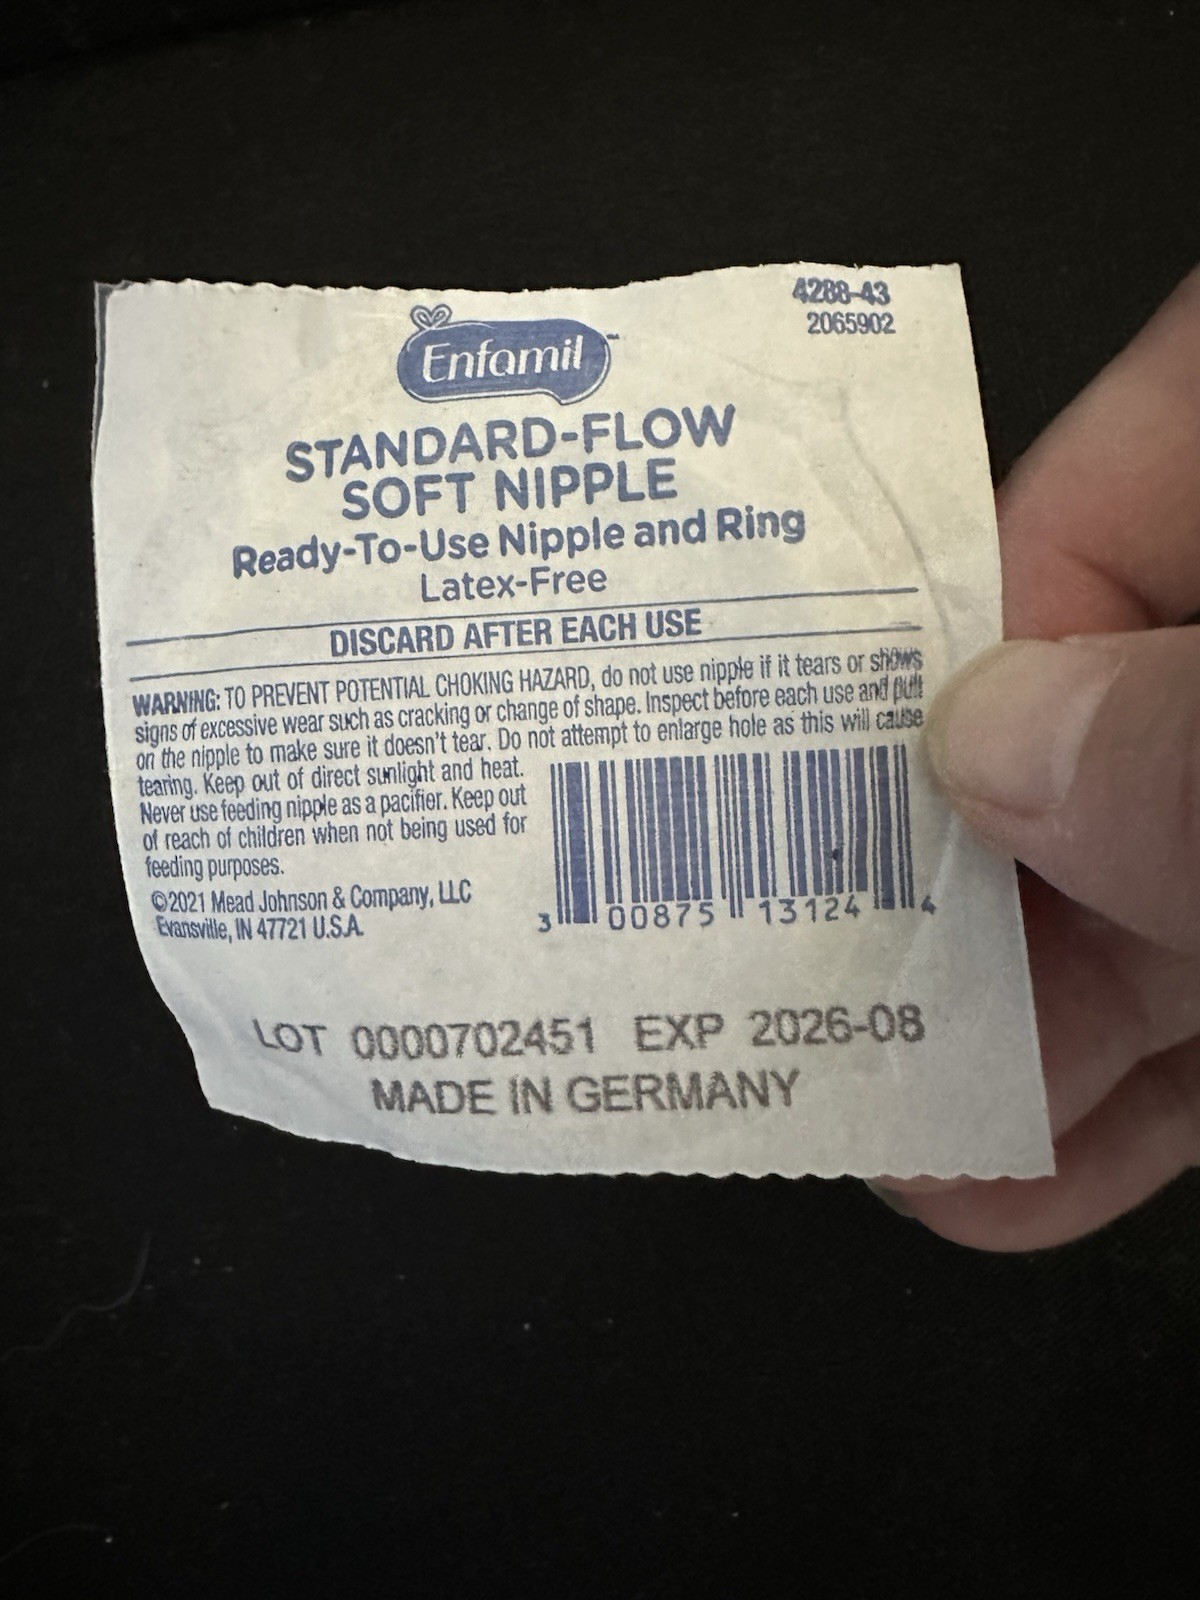 4288-43
2065902
Enfamil™
STANDARD-FLOW
SOFT NIPPLE
Ready-To-Use Nipple and Ring
Latex-Free
DISCARD AFTER EACH USE
WARNING: TO PREVENT POTENTIAL CHOKING HAZARD, do not use nipple if it tears or shows
signs of excessive wear such as cracking or change of shape. Inspect before each use and pull
on the nipple to make sure it doesn't tear. Do not attempt to enlarge hole as this will cause
tearing. Keep out of direct sunlight and heat.
Never use feeding nipple as a pacifier. Keep out
of reach of children when not being used for
feeding purposes.
©2021 Mead Johnson & Company, LLC
Evansville, IN 47721 U.S.A.
3 00875 13124 4
LOT 0000702451 EXP 2026-08
MADE IN GERMANY